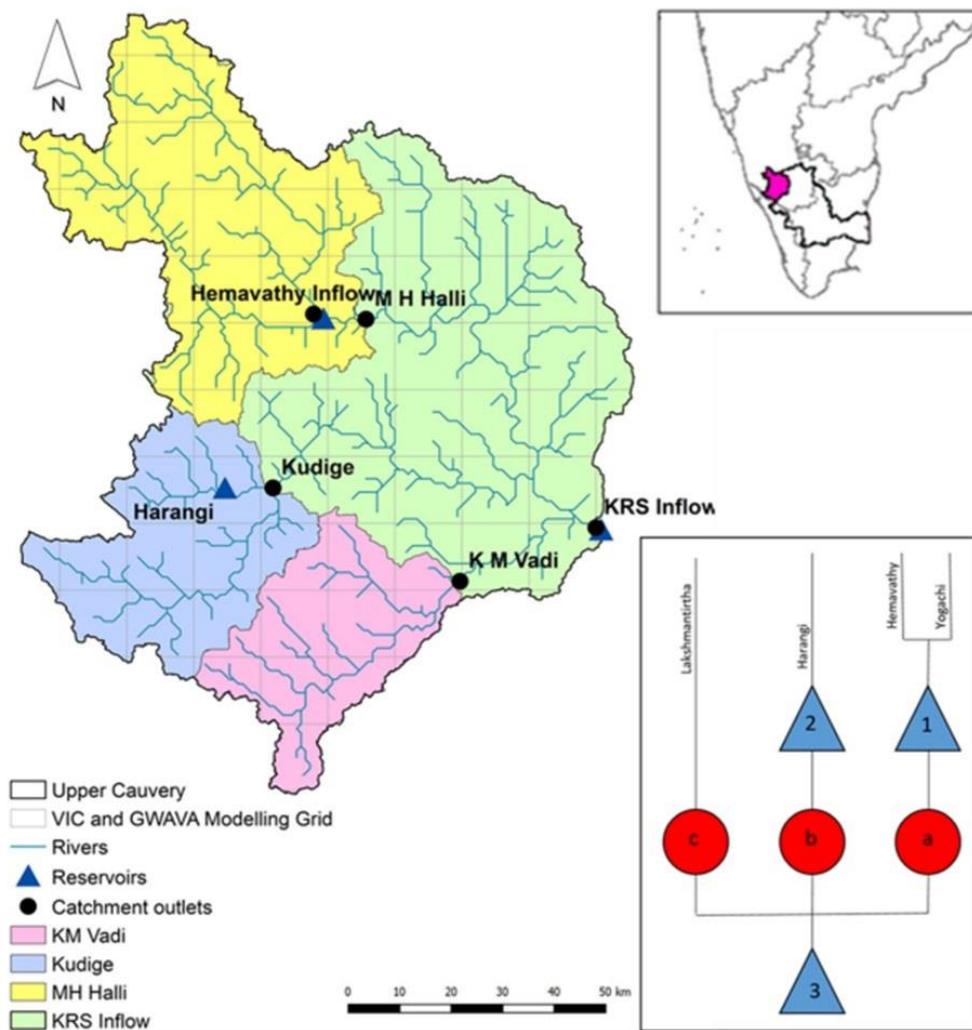 N
Hemavathy Inflow
M H Halli
Kudige
Harangi
KRS Inflow
K M Vadi
Upper Cauvery
VIC and GWAVA Modelling Grid
Rivers
Reservoirs
Catchment outlets
KM Vadi
Kudige
MH Halli
KRS Inflow
0 10 20 30 40 50 km
Lakshmantirtha
Harangi
Hemavathy
Yogachi
2
1
c
b
a
3